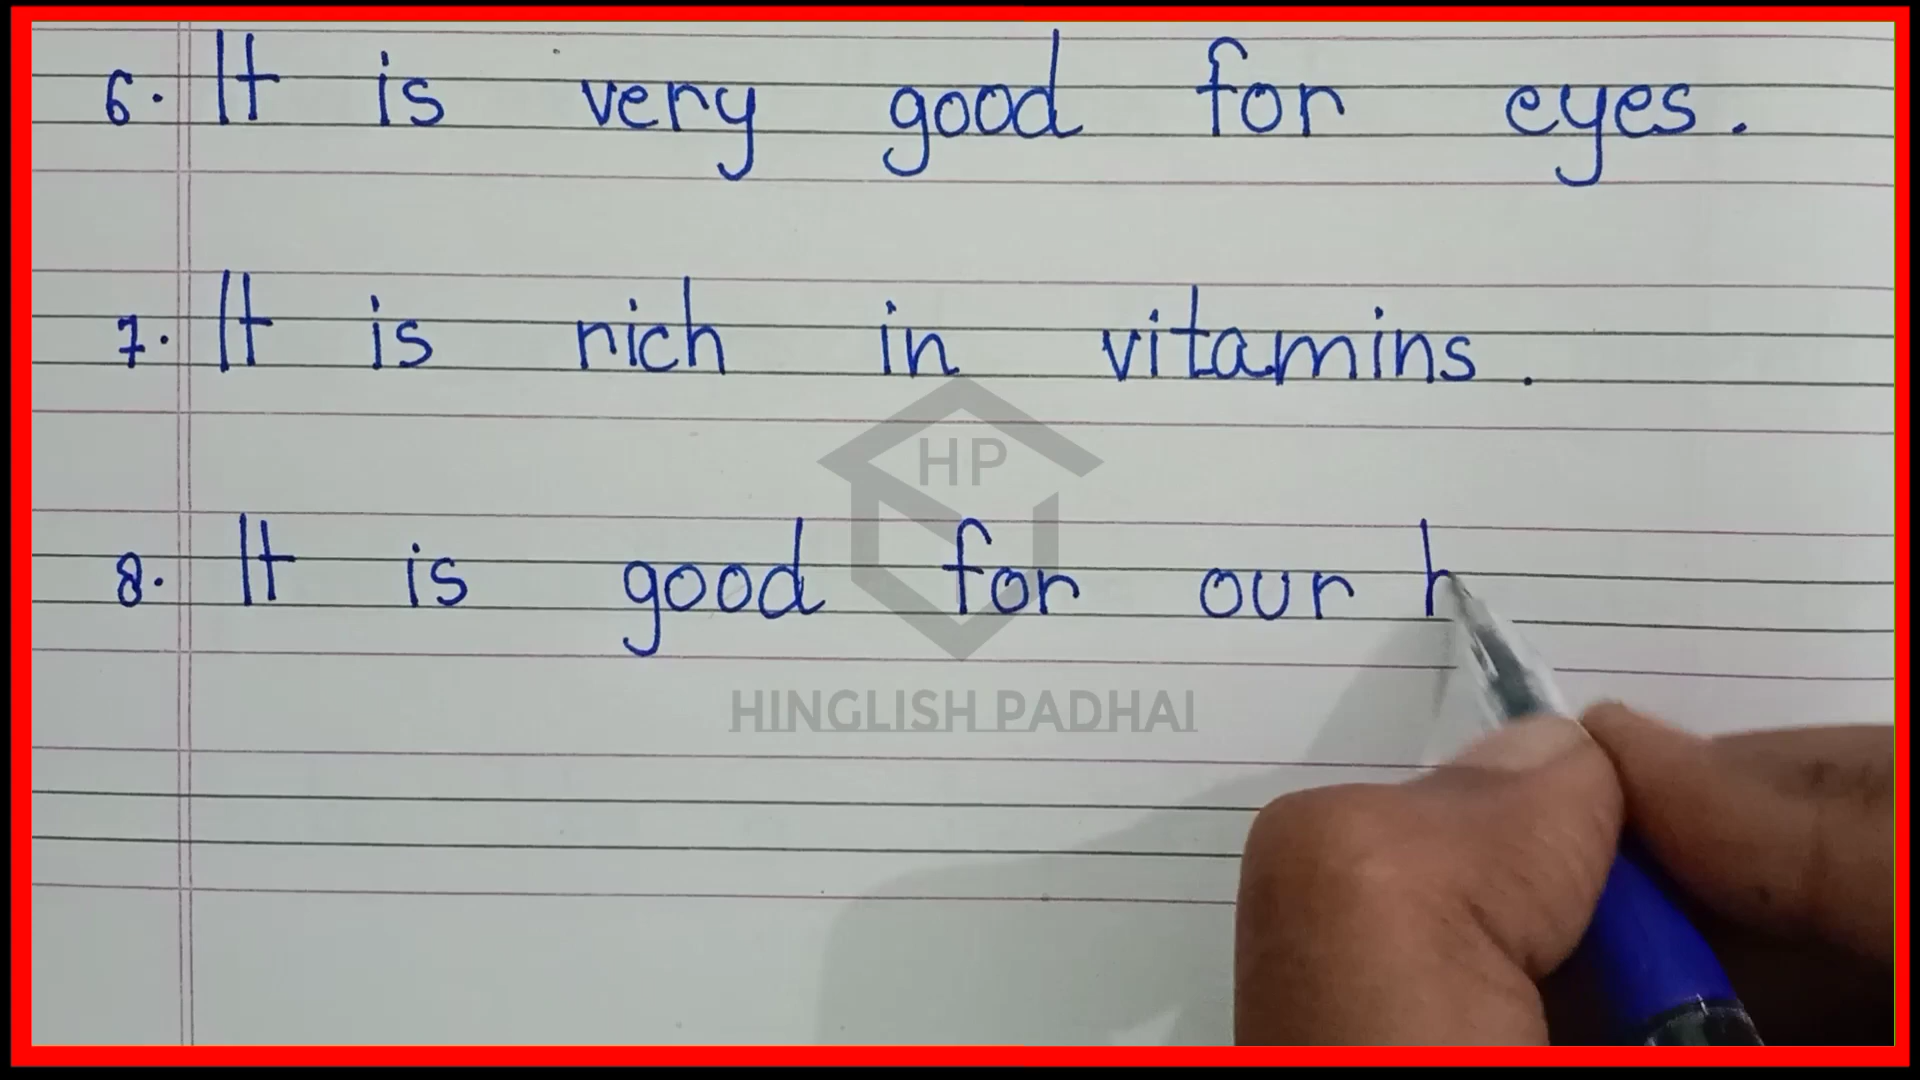 6. It is very good for eyes.
7. It is rich in vitamins.
HP
8. It is good for our h
HINGLISH PADHAI